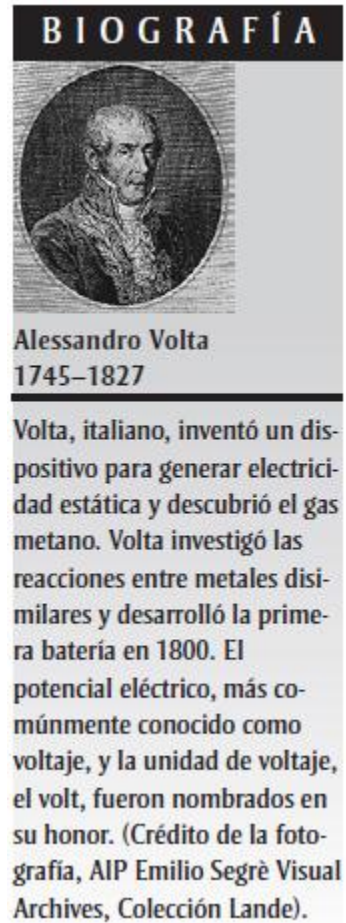 BIOGRAFÍA
Alessandro Volta
1745–1827
Volta, italiano, inventó un dis-
positivo para generar electrici-
dad estática y descubrió el gas
metano. Volta investigó las
reacciones entre metales disi-
milares y desarrolló la prime-
ra batería en 1800. El
potencial eléctrico, más co-
múnmente conocido como
voltaje, y la unidad de voltaje,
el volt, fueron nombrados en
su honor. (Crédito de la foto-
grafía, AIP Emilio Segrè Visual
Archives, Colección Lande).